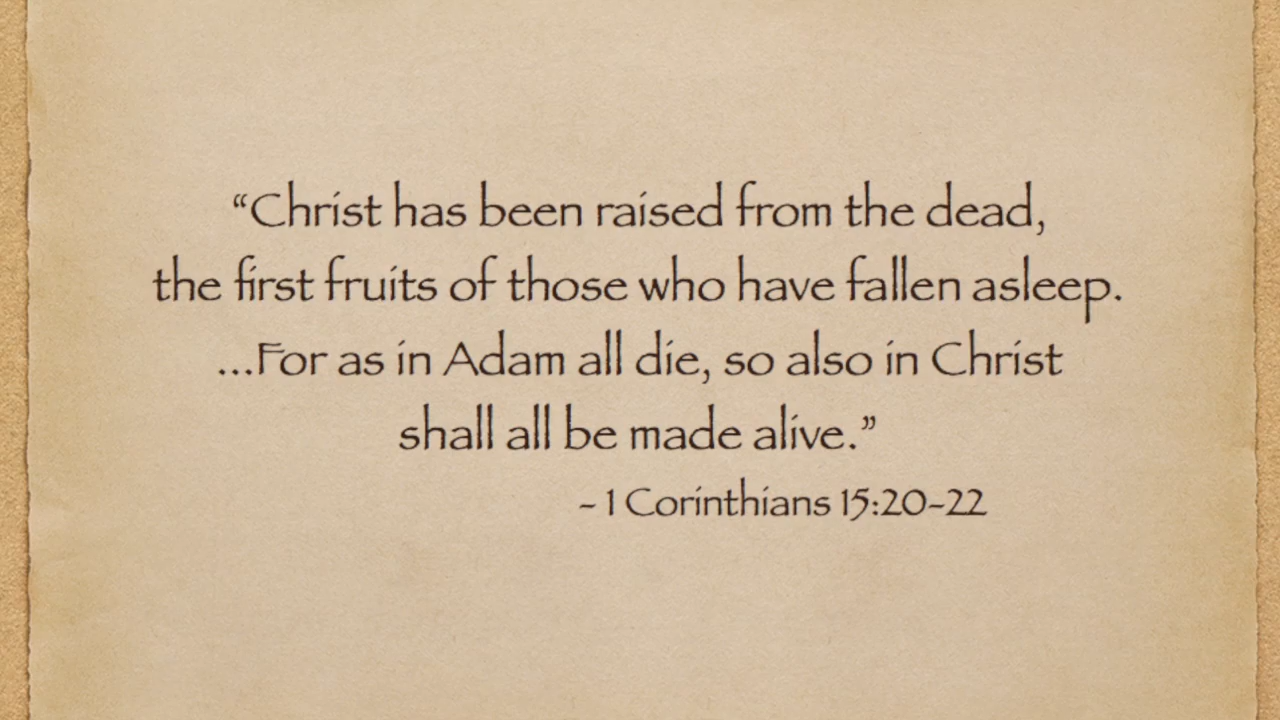 “Christ has been raised from the dead,
the first fruits of those who have fallen asleep.
...For as in Adam all die, so also in Christ
shall all be made alive.”
- 1 Corinthians 15:20-22